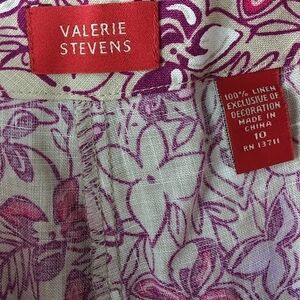 VALERIE
STEVENS
100% LINEN
EXCLUSIVE OF
DECORATION
MADE IN
CHINA
10
RN 13711